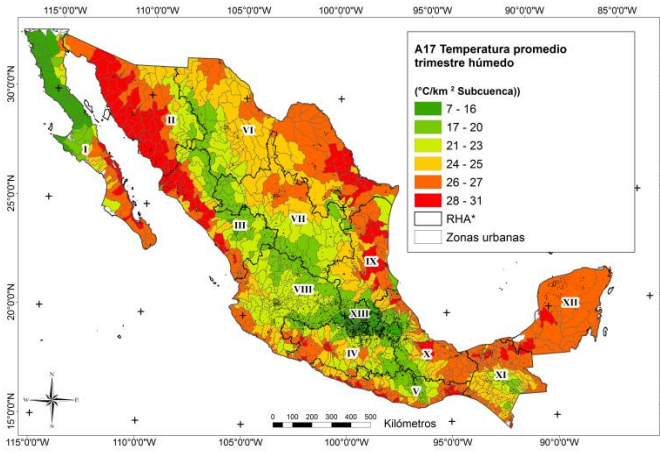 115°0'0"W 110°0'0"W 105°0'0"W 100°0'0"W 95°0'0"W 90°0'0"W 85°0'0"W
30°0'0"N
25°0'0"N
20°0'0"N
15°0'0"N
A17 Temperatura promedio
trimestre húmedo
(°C/km ² Subcuenca))
7 - 16
17 - 20
21 - 23
24 - 25
26 - 27
28 - 31
RHA*
Zonas urbanas
I
II
VI
III
VII
IX
VIII
XIII
XII
IV
X
V
XI
N
W E
S
0 100 200 300 400 500
Kilómetros
115°0'0"W 110°0'0"W 105°0'0"W 100°0'0"W 95°0'0"W 90°0'0"W